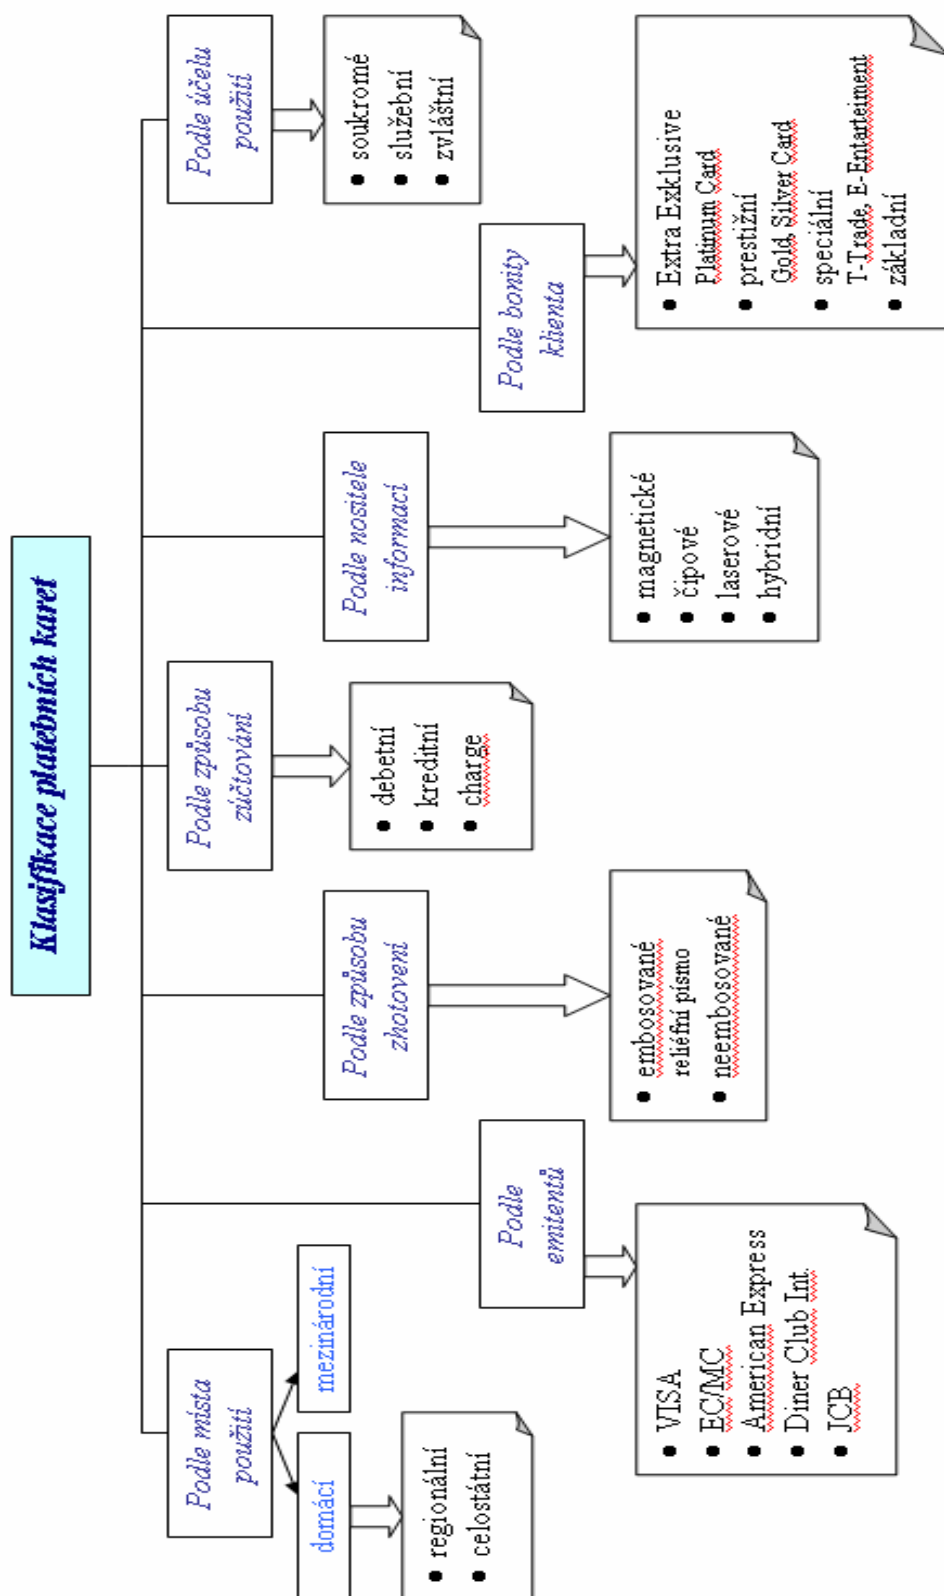 Klasifikace platebních karet
Podle místa
použití
domácí
mezinárodní
• regionální
• celostátní
Podle
emitentů
• VISA
• EC/MC
• American Express
• Diner Club Int.
• JCB
Podle způsobu
zhotovení
• embosované
reliéfní písmo
• neembosované
Podle způsobu
zúčtování
• debetní
• kreditní
• charge
Podle nositele
informací
• magnetické
• čipové
• laserové
• hybridní
Podle bonity
klienta
• Extra Exklusive
Platinum Card
• prestižní
Gold, Silver Card
• speciální
T-Trade, E-Entarteiment
• základní
Podle účelu
použití
• soukromé
• služební
• zvláštní